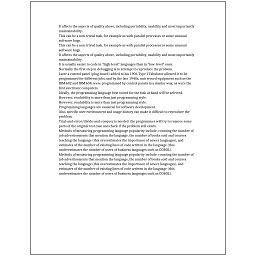 It affects the aspects of quality above, including portability, usability and most importantly
maintainability.
This can be a non-trivial task, for example as with parallel processes or some unusual
software bugs.
This can be a non-trivial task, for example as with parallel processes or some unusual
software bugs.
It affects the aspects of quality above, including portability, usability and most importantly
maintainability.
It is usually easier to code in "high-level" languages than in "low-level" ones.
Normally the first step in debugging is to attempt to reproduce the problem.
Later a control panel (plug board) added to his 1906 Type I Tabulator allowed it to be
programmed for different jobs, and by the late 1940s, unit record equipment such as the
IBM 602 and IBM 604, were programmed by control panels in a similar way, as were the
first electronic computers.
Ideally, the programming language best suited for the task at hand will be selected.
However, readability is more than just programming style.
However, readability is more than just programming style.
Programming languages are essential for software development.
Also, specific user environment and usage history can make it difficult to reproduce the
problem.
Trial-and-error/divide-and-conquer is needed: the programmer will try to remove some
parts of the original test case and check if the problem still exists.
Methods of measuring programming language popularity include: counting the number of
job advertisements that mention the language, the number of books sold and courses
teaching the language (this overestimates the importance of newer languages), and
estimates of the number of existing lines of code written in the language (this
underestimates the number of users of business languages such as COBOL).
Methods of measuring programming language popularity include: counting the number of
job advertisements that mention the language, the number of books sold and courses
teaching the language (this overestimates the importance of newer languages), and
estimates of the number of existing lines of code written in the language (this
underestimates the number of users of business languages such as COBOL).